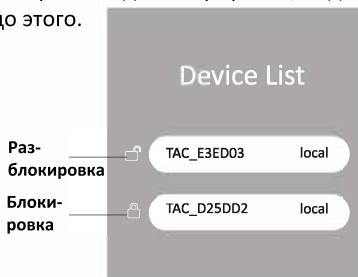 до этого.
Device List
Раз-
блокировка
TAC_E3ED03 local
Блоки-
ровка
TAC_D25DD2 local